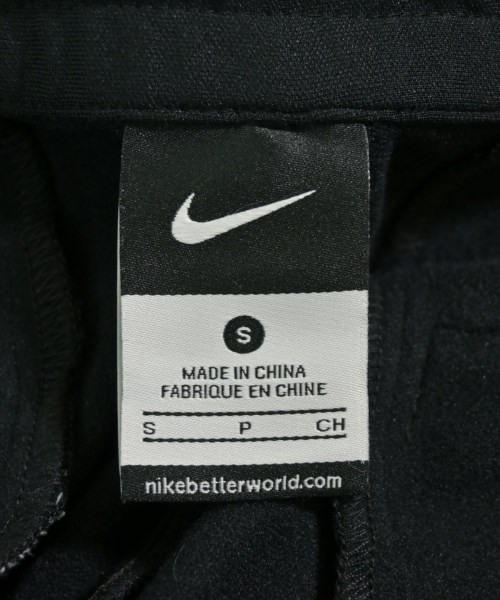 S
MADE IN CHINA
FABRIQUE EN CHINE
S P CH
nikebetterworld.com